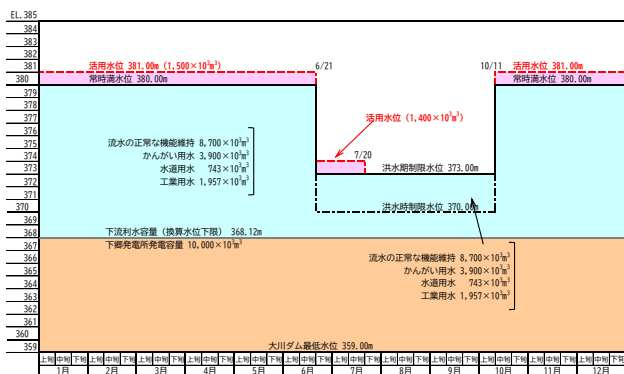 EL.385
384
383
382
381
380
379
378
377
376
375
374
373
372
371
370
369
368
367
366
365
364
363
362
361
360
359
活用水位 381.00m (1,500×10³m³)
常時満水位 380.00m
6/21
10/11
活用水位 381.00m
常時満水位 380.00m
活用水位 (1,400×10³m³)
7/20
流水の正常な機能維持 8,700×10³m³
かんがい用水 3,900×10³m³
水道用水 743×10³m³
工業用水 1,957×10³m³
洪水期制限水位 373.00m
洪水時制限水位 370.00m
下流利水容量 (換算水位下限) 368.12m
下郷発電所発電容量 10,000×10³m³
流水の正常な機能維持 8,700×10³m³
かんがい用水 3,900×10³m³
水道用水 743×10³m³
工業用水 1,957×10³m³
大川ダム最低水位 359.00m
上旬 中旬 下旬 上旬 中旬 下旬 上旬 中旬 下旬 上旬 中旬 下旬 上旬 中旬 下旬 上旬 中旬 下旬 上旬 中旬 下旬 上旬 中旬 下旬 上旬 中旬 下旬 上旬 中旬 下旬 上旬 中旬 下旬 上旬 中旬 下旬
1月 2月 3月 4月 5月 6月 7月 8月 9月 10月 11月 12月